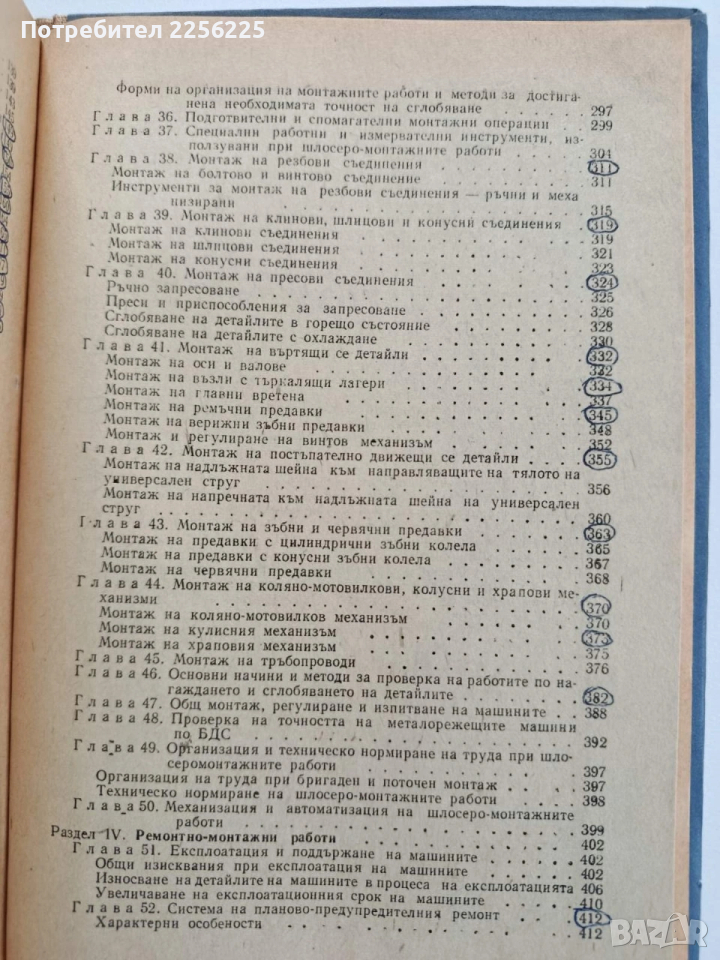 Потребител 2256225
Форми на организация на монтажните работи и методи за достига-
нена необходимата точност на сглобяване . . . . . . 297
Глава 36. Подготвителни и спомагателни монтажни операции . . 299
Глава 37. Специални работни и измервателни инструменти, из-
ползувани при шлосеро-монтажните работи . . . . 304
Глава 38. Монтаж на резбови съединения . . . . . . . 311
Монтаж на болтово и винтово съединение . . . . . . . 311
Инструменти за монтаж на резбови съединения — ръчни и меха
низирани . . . . . . . . . . . . . 315
Глава 39. Монтаж на клинови, шлицови и конусни съединения . 319
Монтаж на клинови съединения . . . . . . . . . 319
Монтаж на шлицови съединения . . . . . . . . . 321
Монтаж на конусни съединения . . . . . . . . . 323
Глава 40. Монтаж на пресови съединения . . . . . . . 324
Ръчно запресоване . . . . . . . . . . . . 325
Преси и приспособления за запресоване . . . . . . . 326
Сглобяване на детайлите в горещо състояние . . . . . . 328
Сглобяване на детайлите с охлаждане . . . . . . . 330
Глава 41. Монтаж на въртящи се детайли . . . . . . . 332
Монтаж на оси и валове . . . . . . . . . . . 332
Монтаж на възли с търкалящи лагери . . . . . . . . 334
Монтаж на главни вретена . . . . . . . . . . 337
Монтаж на ремъчни предавки . . . . . . . . . . 345
Монтаж на верижни зъбни предавки . . . . . . . . 348
Монтаж и регулиране на винтов механизъм . . . . . . 352
Глава 42. Монтаж на постъпателно движещи се детайли . . . 355
Монтаж на надлъжната шейна към направляващите на тялото на
универсален струг . . . . . . . . . . . . 356
Монтаж на напречната към надлъжната шейна на универсален
струг . . . . . . . . . . . . . . . 360
Глава 43. Монтаж на зъбни и червячни предавки . . . . . 363
Монтаж на предавки с цилиндрични зъбни колела . . . . 365
Монтаж на предавки с конусни зъбни колела . . . . . . 367
Монтаж на червячни предавки . . . . . . . . . 368
Глава 44. Монтаж на коляно-мотовилкови, колусни и храпови ме-
ханизми . . . . . . . . . . . . . . 370
Монтаж на коляно-мотовилков механизъм . . . . . . . 370
Монтаж на кулисния механизъм . . . . . . . . . 373
Монтаж на храповия механизъм . . . . . . . . . 375
Глава 45. Монтаж на тръбопроводи . . . . . . . . 376
Глава 46. Основни начини и методи за проверка на работите по на-
гаждането и сглобяването на детайлите . . . . . . 382
Глава 47. Общ монтаж, регулиране и изпитване на машините . . 388
Глава 48. Проверка на точността на металорежещите машини
по БДС . . . . . . . . . . . . . . 392
Глава 49. Организация и техническо нормиране на труда при шло-
серомонтажните работи . . . . . . . . . . 397
Организация на труда при бригаден и поточен монтаж . . . 397
Техническо нормиране на шлосеро-монтажните работи . . . 398
Глава 50. Механизация и автоматизация на шлосеро-монтажните
работи . . . . . . . . . . . . . . 399
Раздел IV. Ремонтно-монтажни работи . . . . . . . . 402
Глава 51. Експлоатация и поддържане на машините . . . . 402
Общи изисквания при експлоатация на машините . . . . . 402
Износване на детайлите на машините в процеса на експлоатацията 406
Увеличаване на експлоатационния срок на машините . . . . 410
Глава 52. Система на планово-предупредителния ремонт . . . 412
Характерни особености . . . . . . . . . . . 412
BAZAR